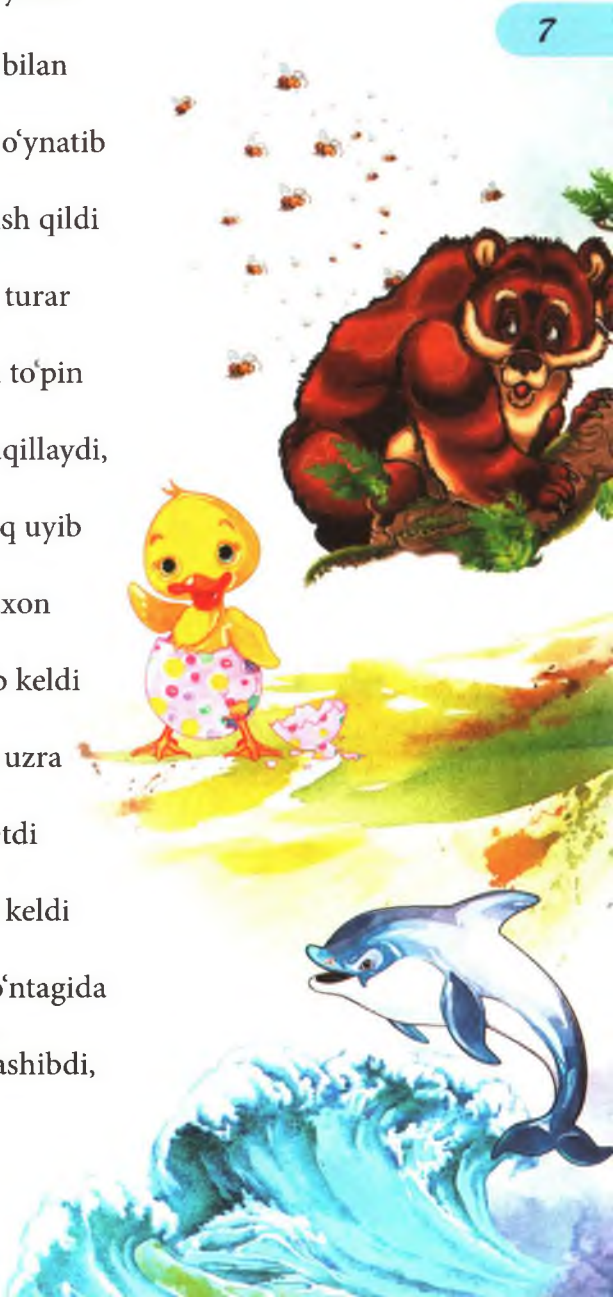 7
bilan
o‘ynatib
sh qildi
turar
to‘pin
qillaydi,
q uyib
xon
keldi
uzra
tdi
keldi
o‘ntagida
ashibdi,